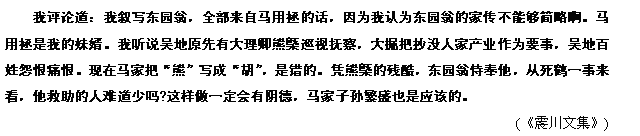 我评论道：我叙写东园翁，全部来自马用拯的话，因为我认为东园翁的家传不能够简略啊。马
用拯是我的妹婿。我听说吴地原先有大理卿熊槩巡视抚察，大掘把抄没人家产业作为要事，吴地百
姓怨恨痛恨。现在马家把“熊”写成“胡”，是错的。凭熊槩的残酷，东园翁侍奉他，从死鹤一事来
看，他救助的人难道少吗?这样做一定会有阴德，马家子孙繁盛也是应该的。
(《震川文集》)